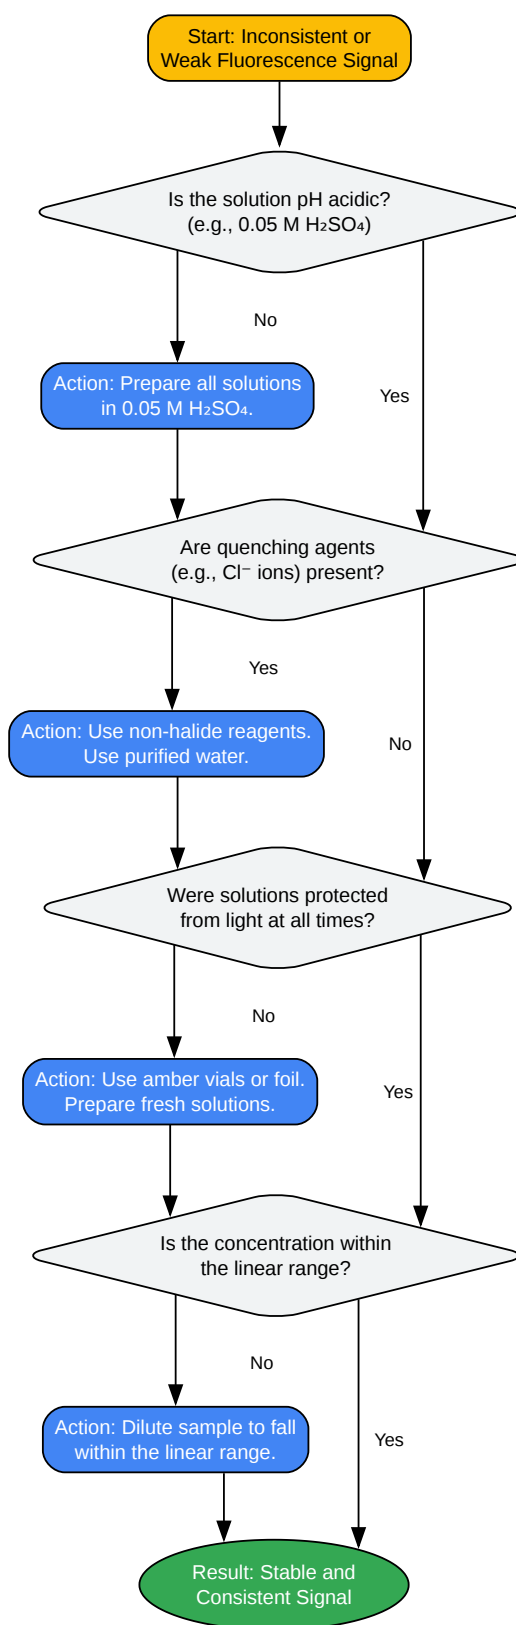 Start: Inconsistent or
Weak Fluorescence Signal
Is the solution pH acidic?
(e.g., 0.05 M H₂SO₄)
No
Yes
Action: Prepare all solutions
in 0.05 M H₂SO₄.
Are quenching agents
(e.g., Cl⁻ ions) present?
Yes
No
Action: Use non-halide reagents.
Use purified water.
Were solutions protected
from light at all times?
No
Yes
Action: Use amber vials or foil.
Prepare fresh solutions.
Is the concentration within
the linear range?
No
Yes
Action: Dilute sample to fall
within the linear range.
Result: Stable and
Consistent Signal